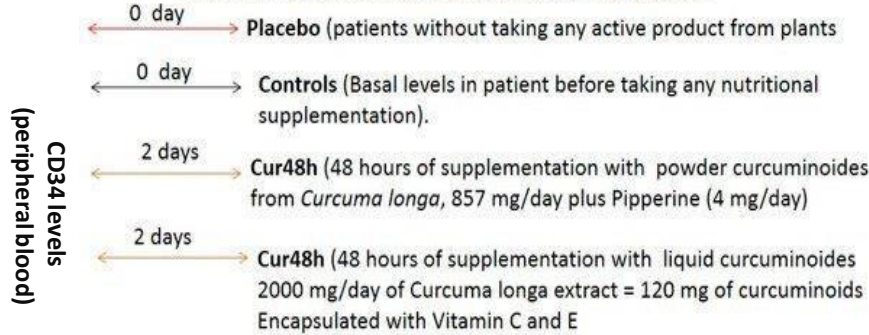 0 day
Placebo (patients without taking any active product from plants
0 day
Controls (Basal levels in patient before taking any nutritional
supplementation).
CD34 levels
(peripheral blood)
2 days
Cur48h (48 hours of supplementation with powder curcuminoides
from Curcuma longa, 857 mg/day plus Pipperine (4 mg/day)
2 days
Cur48h (48 hours of supplementation with liquid curcuminoides
2000 mg/day of Curcuma longa extract = 120 mg of curcuminoids
Encapsulated with Vitamin C and E